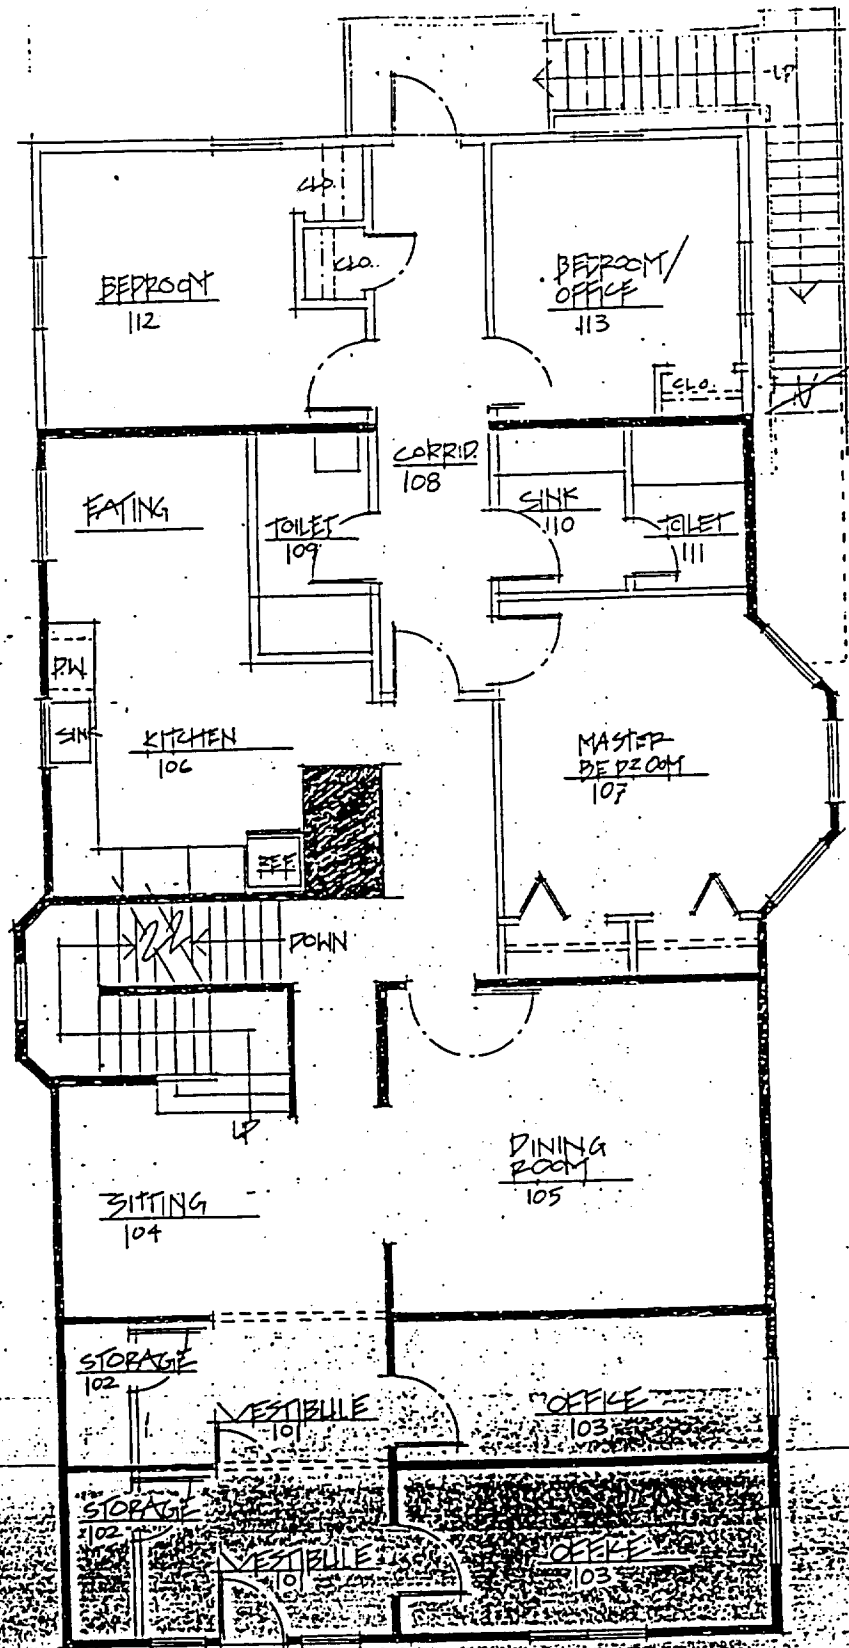 UP
CLO.
CLO.
BEDROOM
112
BEDROOM/
OFFICE
113
CLO.
CORRID.
108
EATING
TOILET
109
SINK
110
TOILET
111
D.W.
SINK
KITCHEN
106
MASTER
BEDROOM
107
REF
DOWN
UP
DINING
ROOM
105
SITTING
104
STORAGE
102
VESTIBULE
101
OFFICE
103
STORAGE
102
VESTIBULE
101
OFFICE
103